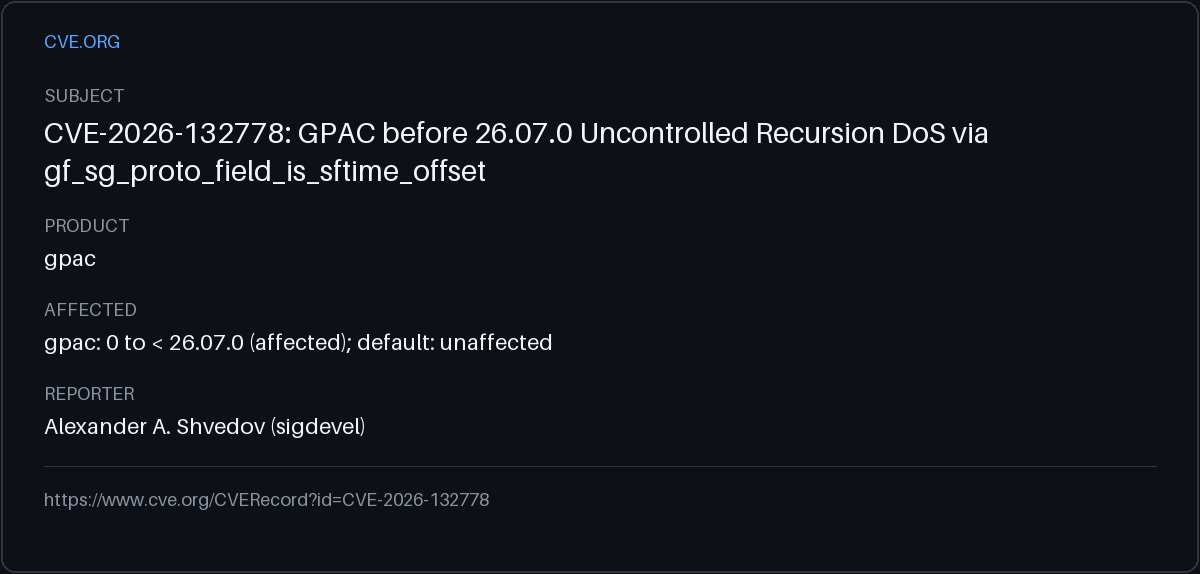 CVE.ORG
SUBJECT
CVE-2026-132778: GPAC before 26.07.0 Uncontrolled Recursion DoS via
gf_sg_proto_field_is_sftime_offset
PRODUCT
gpac
AFFECTED
gpac: 0 to < 26.07.0 (affected); default: unaffected
REPORTER
Alexander A. Shvedov (sigdevel)
https://www.cve.org/CVERecord?id=CVE-2026-132778